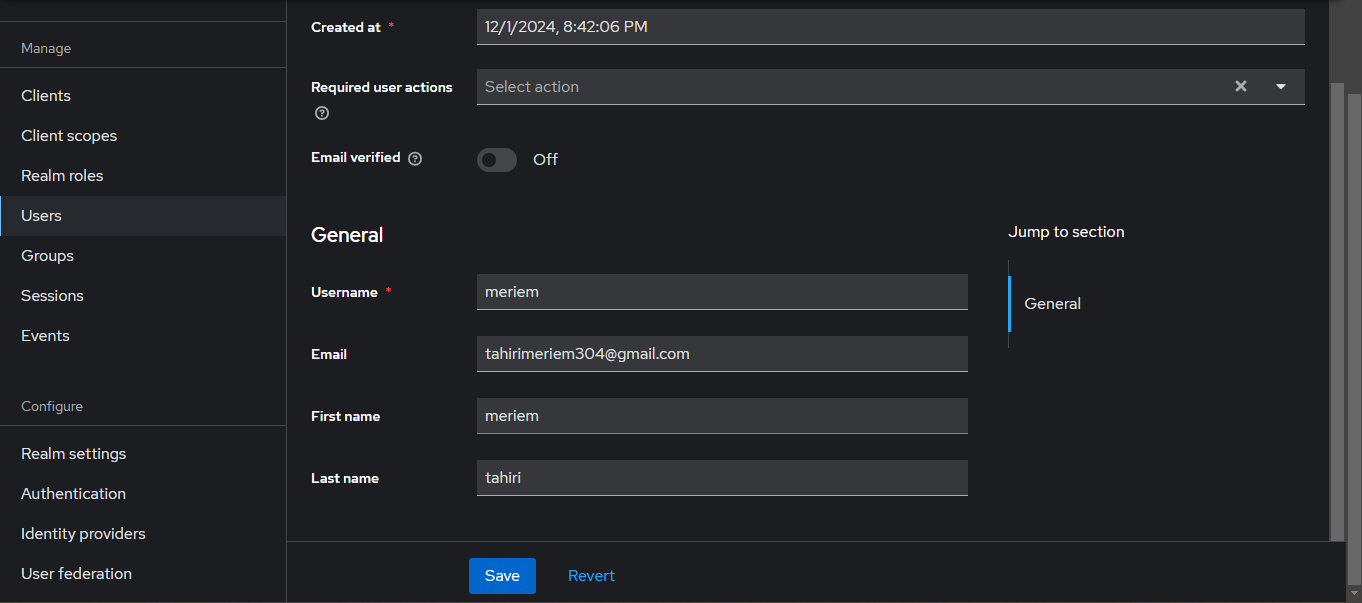 Manage
Clients
Client scopes
Realm roles
Users
Groups
Sessions
Events
Configure
Realm settings
Authentication
Identity providers
User federation
Created at *
12/1/2024, 8:42:06 PM
Required user actions
Select action
Email verified
Off
General
Username *
meriem
Email
tahirimeriem304@gmail.com
First name
meriem
Last name
tahiri
Jump to section
General
Save
Revert